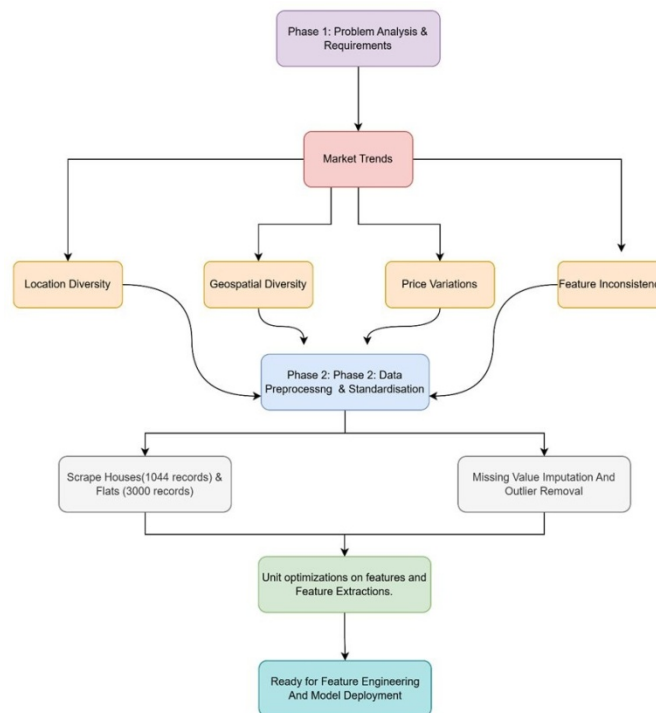 Phase 1: Problem Analysis &
Requirements
Market Trends
Location Diversity
Geospatial Diversity
Price Variations
Feature Inconsistenc
Phase 2: Phase 2: Data
Preprocessng & Standardisation
Scrape Houses(1044 records) &
Flats (3000 records)
Missing Value Imputation And
Outlier Removal
Unit optimizations on features and
Feature Extractions.
Ready for Feature Engineering
And Model Deployment